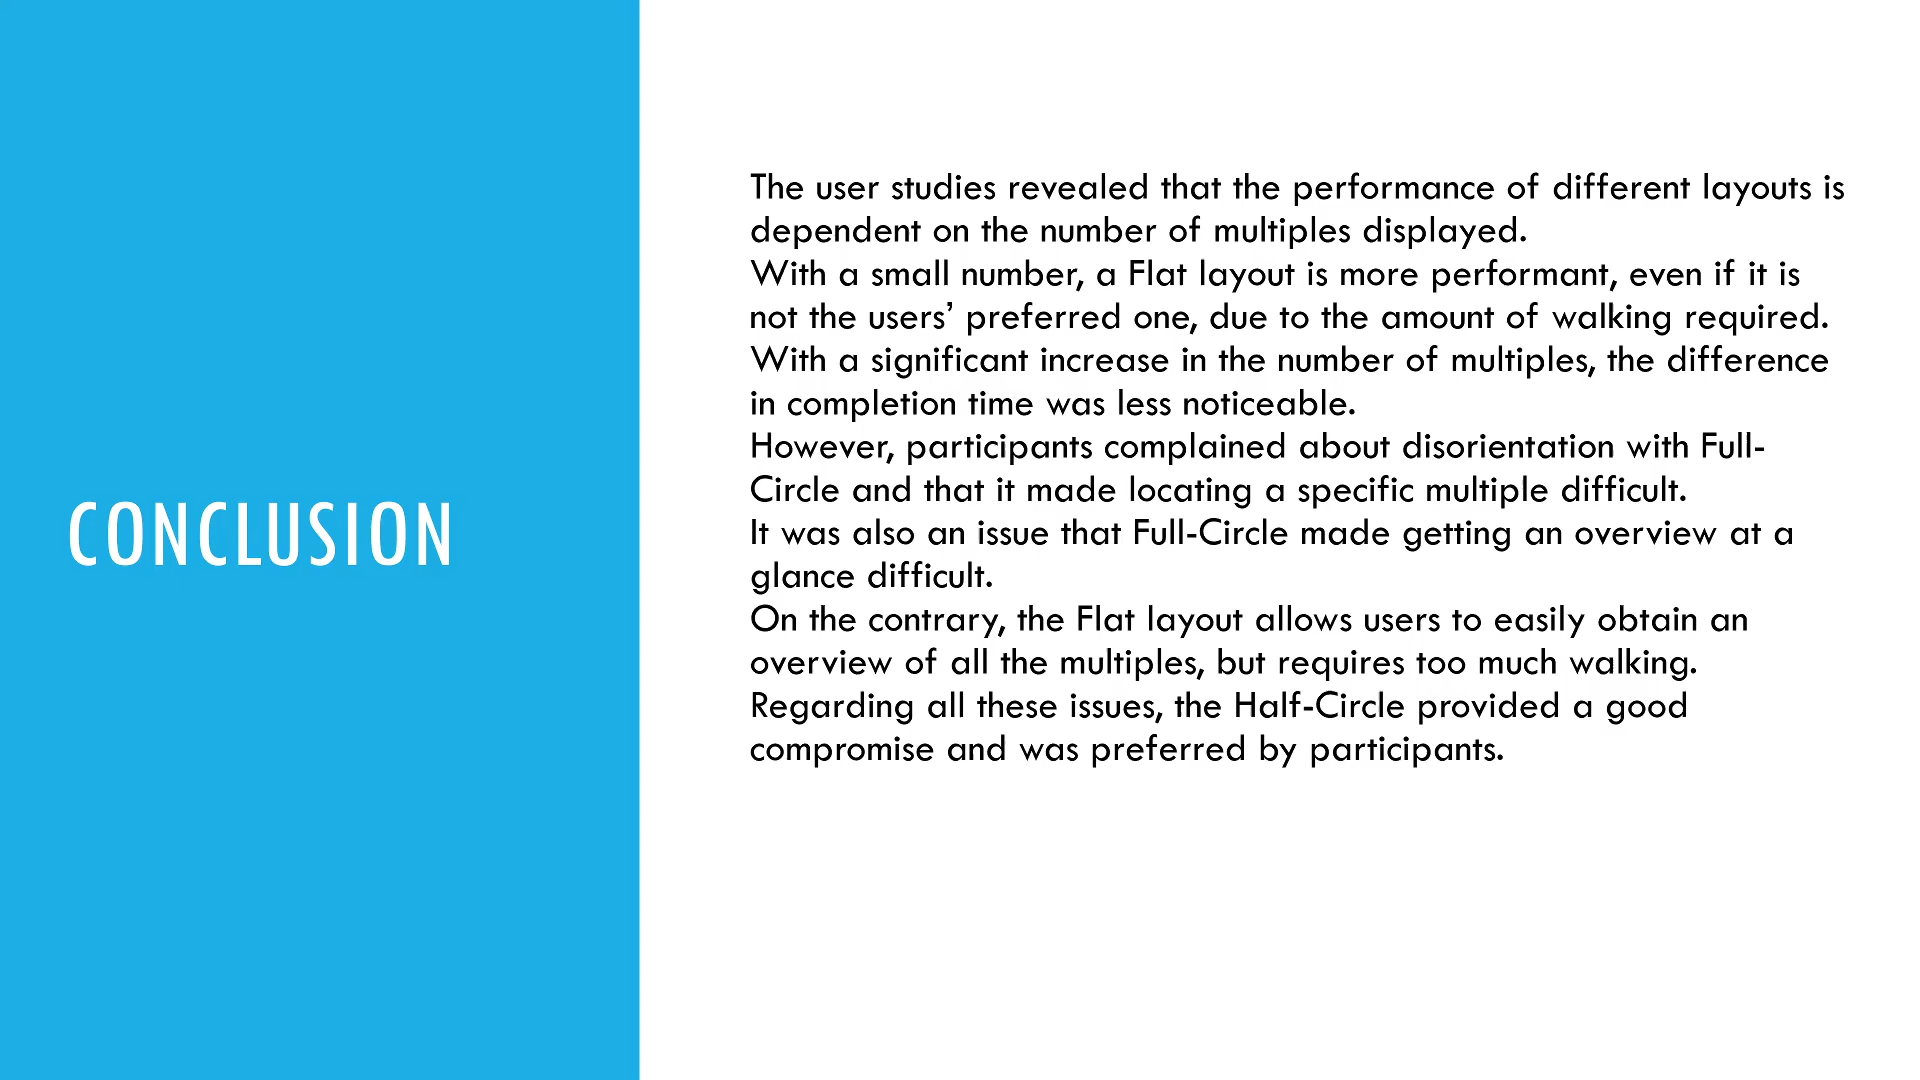 CONCLUSION
The user studies revealed that the performance of different layouts is
dependent on the number of multiples displayed.
With a small number, a Flat layout is more performant, even if it is
not the users’ preferred one, due to the amount of walking required.
With a significant increase in the number of multiples, the difference
in completion time was less noticeable.
However, participants complained about disorientation with Full-
Circle and that it made locating a specific multiple difficult.
It was also an issue that Full-Circle made getting an overview at a
glance difficult.
On the contrary, the Flat layout allows users to easily obtain an
overview of all the multiples, but requires too much walking.
Regarding all these issues, the Half-Circle provided a good
compromise and was preferred by participants.